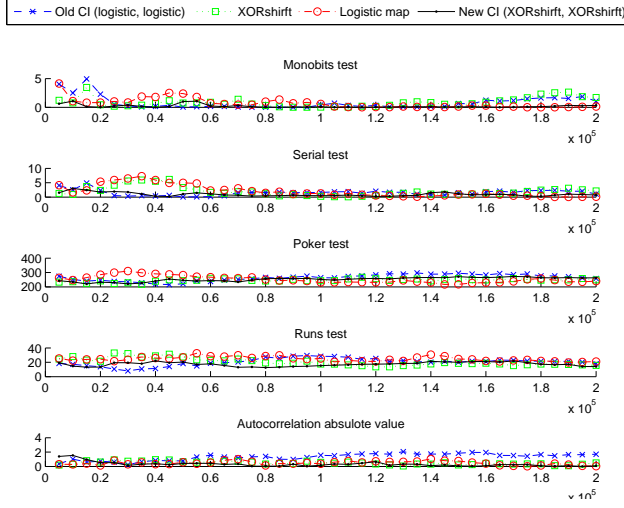 Old CI (logistic, logistic) XORshirft Logistic map New CI (XORshirft, XORshirft)
Monobits test
5
0
0 0.2 0.4 0.6 0.8 1 1.2 1.4 1.6 1.8 2
x 10^5
Serial test
10
5
0
0 0.2 0.4 0.6 0.8 1 1.2 1.4 1.6 1.8 2
x 10^5
Poker test
400
300
200
0 0.2 0.4 0.6 0.8 1 1.2 1.4 1.6 1.8 2
x 10^5
Runs test
40
20
0
0 0.2 0.4 0.6 0.8 1 1.2 1.4 1.6 1.8 2
x 10^5
Autocorrelation absulote value
4
2
0
0 0.2 0.4 0.6 0.8 1 1.2 1.4 1.6 1.8 2
x 10^5